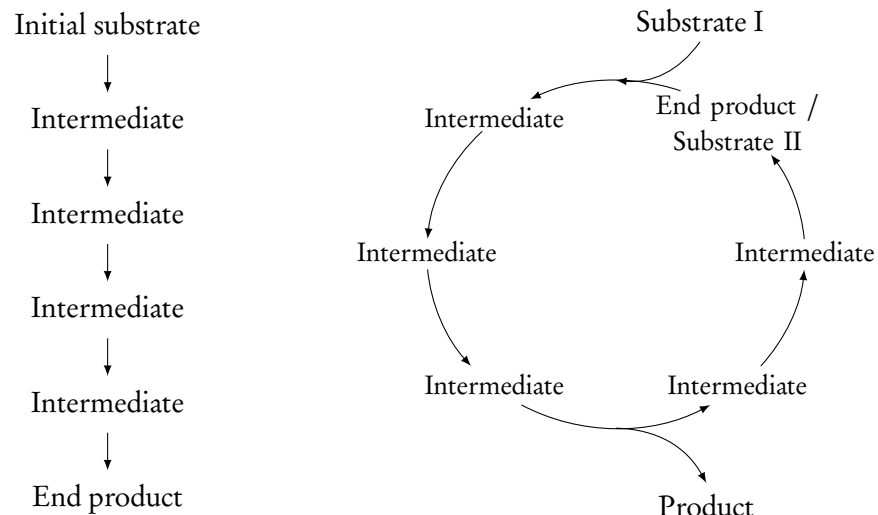 Initial substrate
Intermediate
Intermediate
Intermediate
Intermediate
End product
Substrate I
End product /
Substrate II
Intermediate
Intermediate
Intermediate
Intermediate
Intermediate
Product